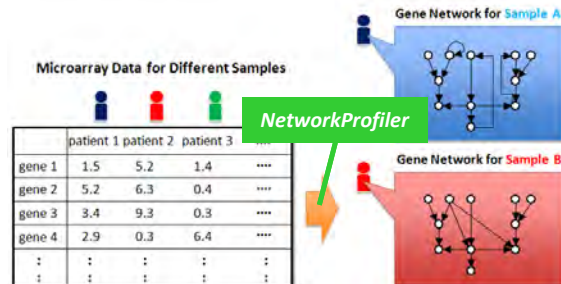 Gene Network for Sample A
Microarray Data for Different Samples
NetworkProfiler
patient 1 patient 2 patient 3 ....
gene 1 1.5 5.2 1.4 ....
gene 2 5.2 6.3 0.4 ....
gene 3 3.4 9.3 0.3 ....
gene 4 2.9 0.3 6.4 ....
: : : :
: : : :
Gene Network for Sample B